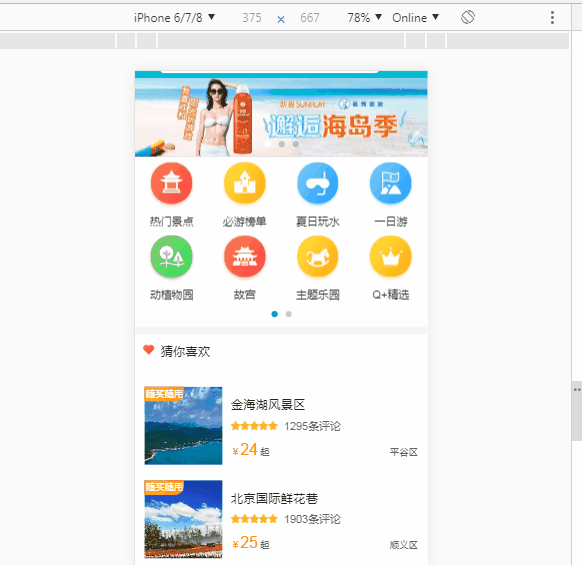 iPhone 6/7/8 375 × 667 78% Online
新碧 SUNPLAY
邂逅海岛季
热门景点 必游榜单 夏日玩水 一日游
动植物园 故宫 主题乐园 Q+精选
猜你喜欢
随买随用
金海湖风景区
1295条评论
¥24起 平谷区
随买随用
北京国际鲜花巷
1903条评论
¥25起 顺义区